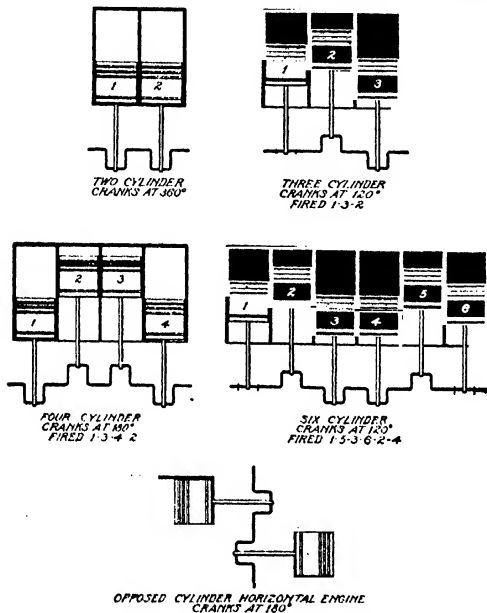 1 2
TWO CYLINDER
CRANKS AT 360°
1 2 3
THREE CYLINDER
CRANKS AT 120°
FIRED 1-3-2
1 2 3 4
FOUR CYLINDER
CRANKS AT 180°
FIRED 1-3-4-2
1 2 3 4 5 6
SIX CYLINDER
CRANKS AT 120°
FIRED 1-5-3-6-2-4
OPPOSED CYLINDER HORIZONTAL ENGINE
CRANKS AT 180°